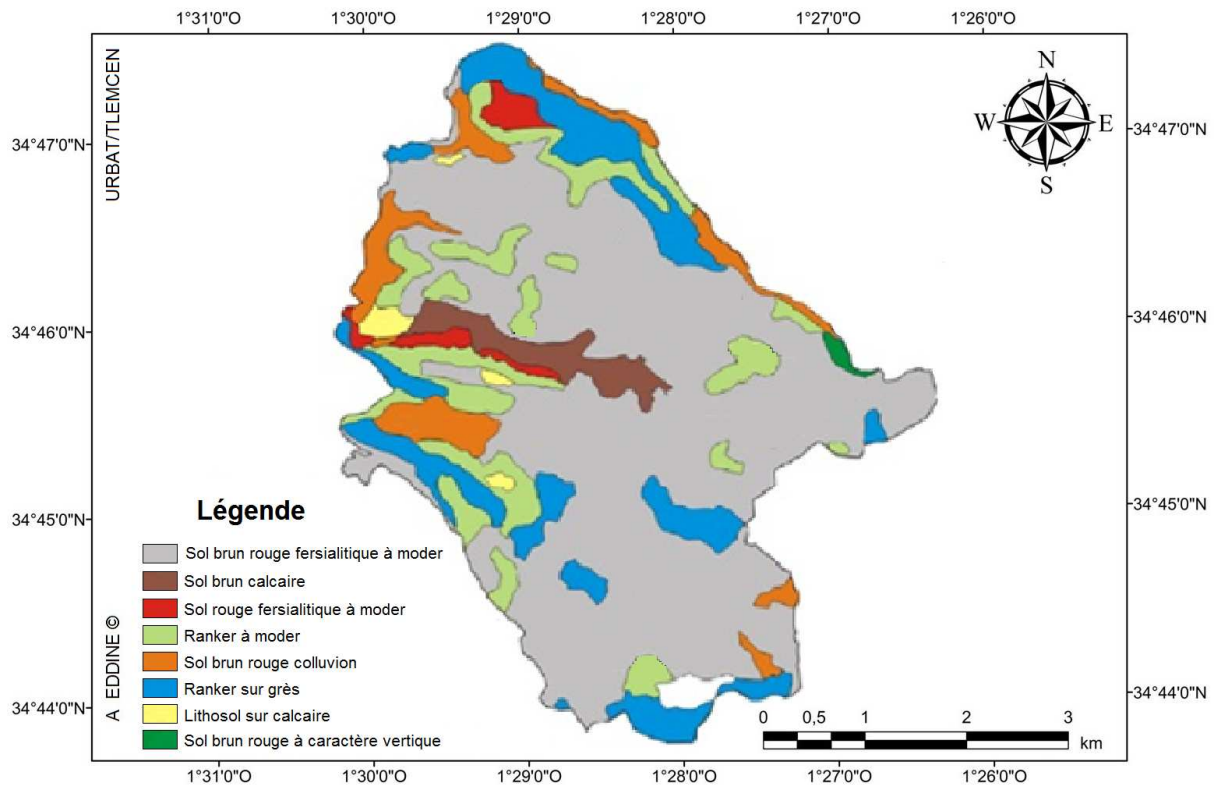 1°31'0"O 1°30'0"O 1°29'0"O 1°28'0"O 1°27'0"O 1°26'0"O
URBAT/TLEMCEN
N
W E
S
34°47'0"N 34°47'0"N
34°46'0"N 34°46'0"N
34°45'0"N 34°45'0"N
34°44'0"N 34°44'0"N
Légende
Sol brun rouge fersialitique à moder
Sol brun calcaire
Sol rouge fersialitique à moder
Ranker à moder
Sol brun rouge colluvion
Ranker sur grès
Lithosol sur calcaire
Sol brun rouge à caractère vertique
A EDDINE ©
0 0,5 1 2 3
km
1°31'0"O 1°30'0"O 1°29'0"O 1°28'0"O 1°27'0"O 1°26'0"O